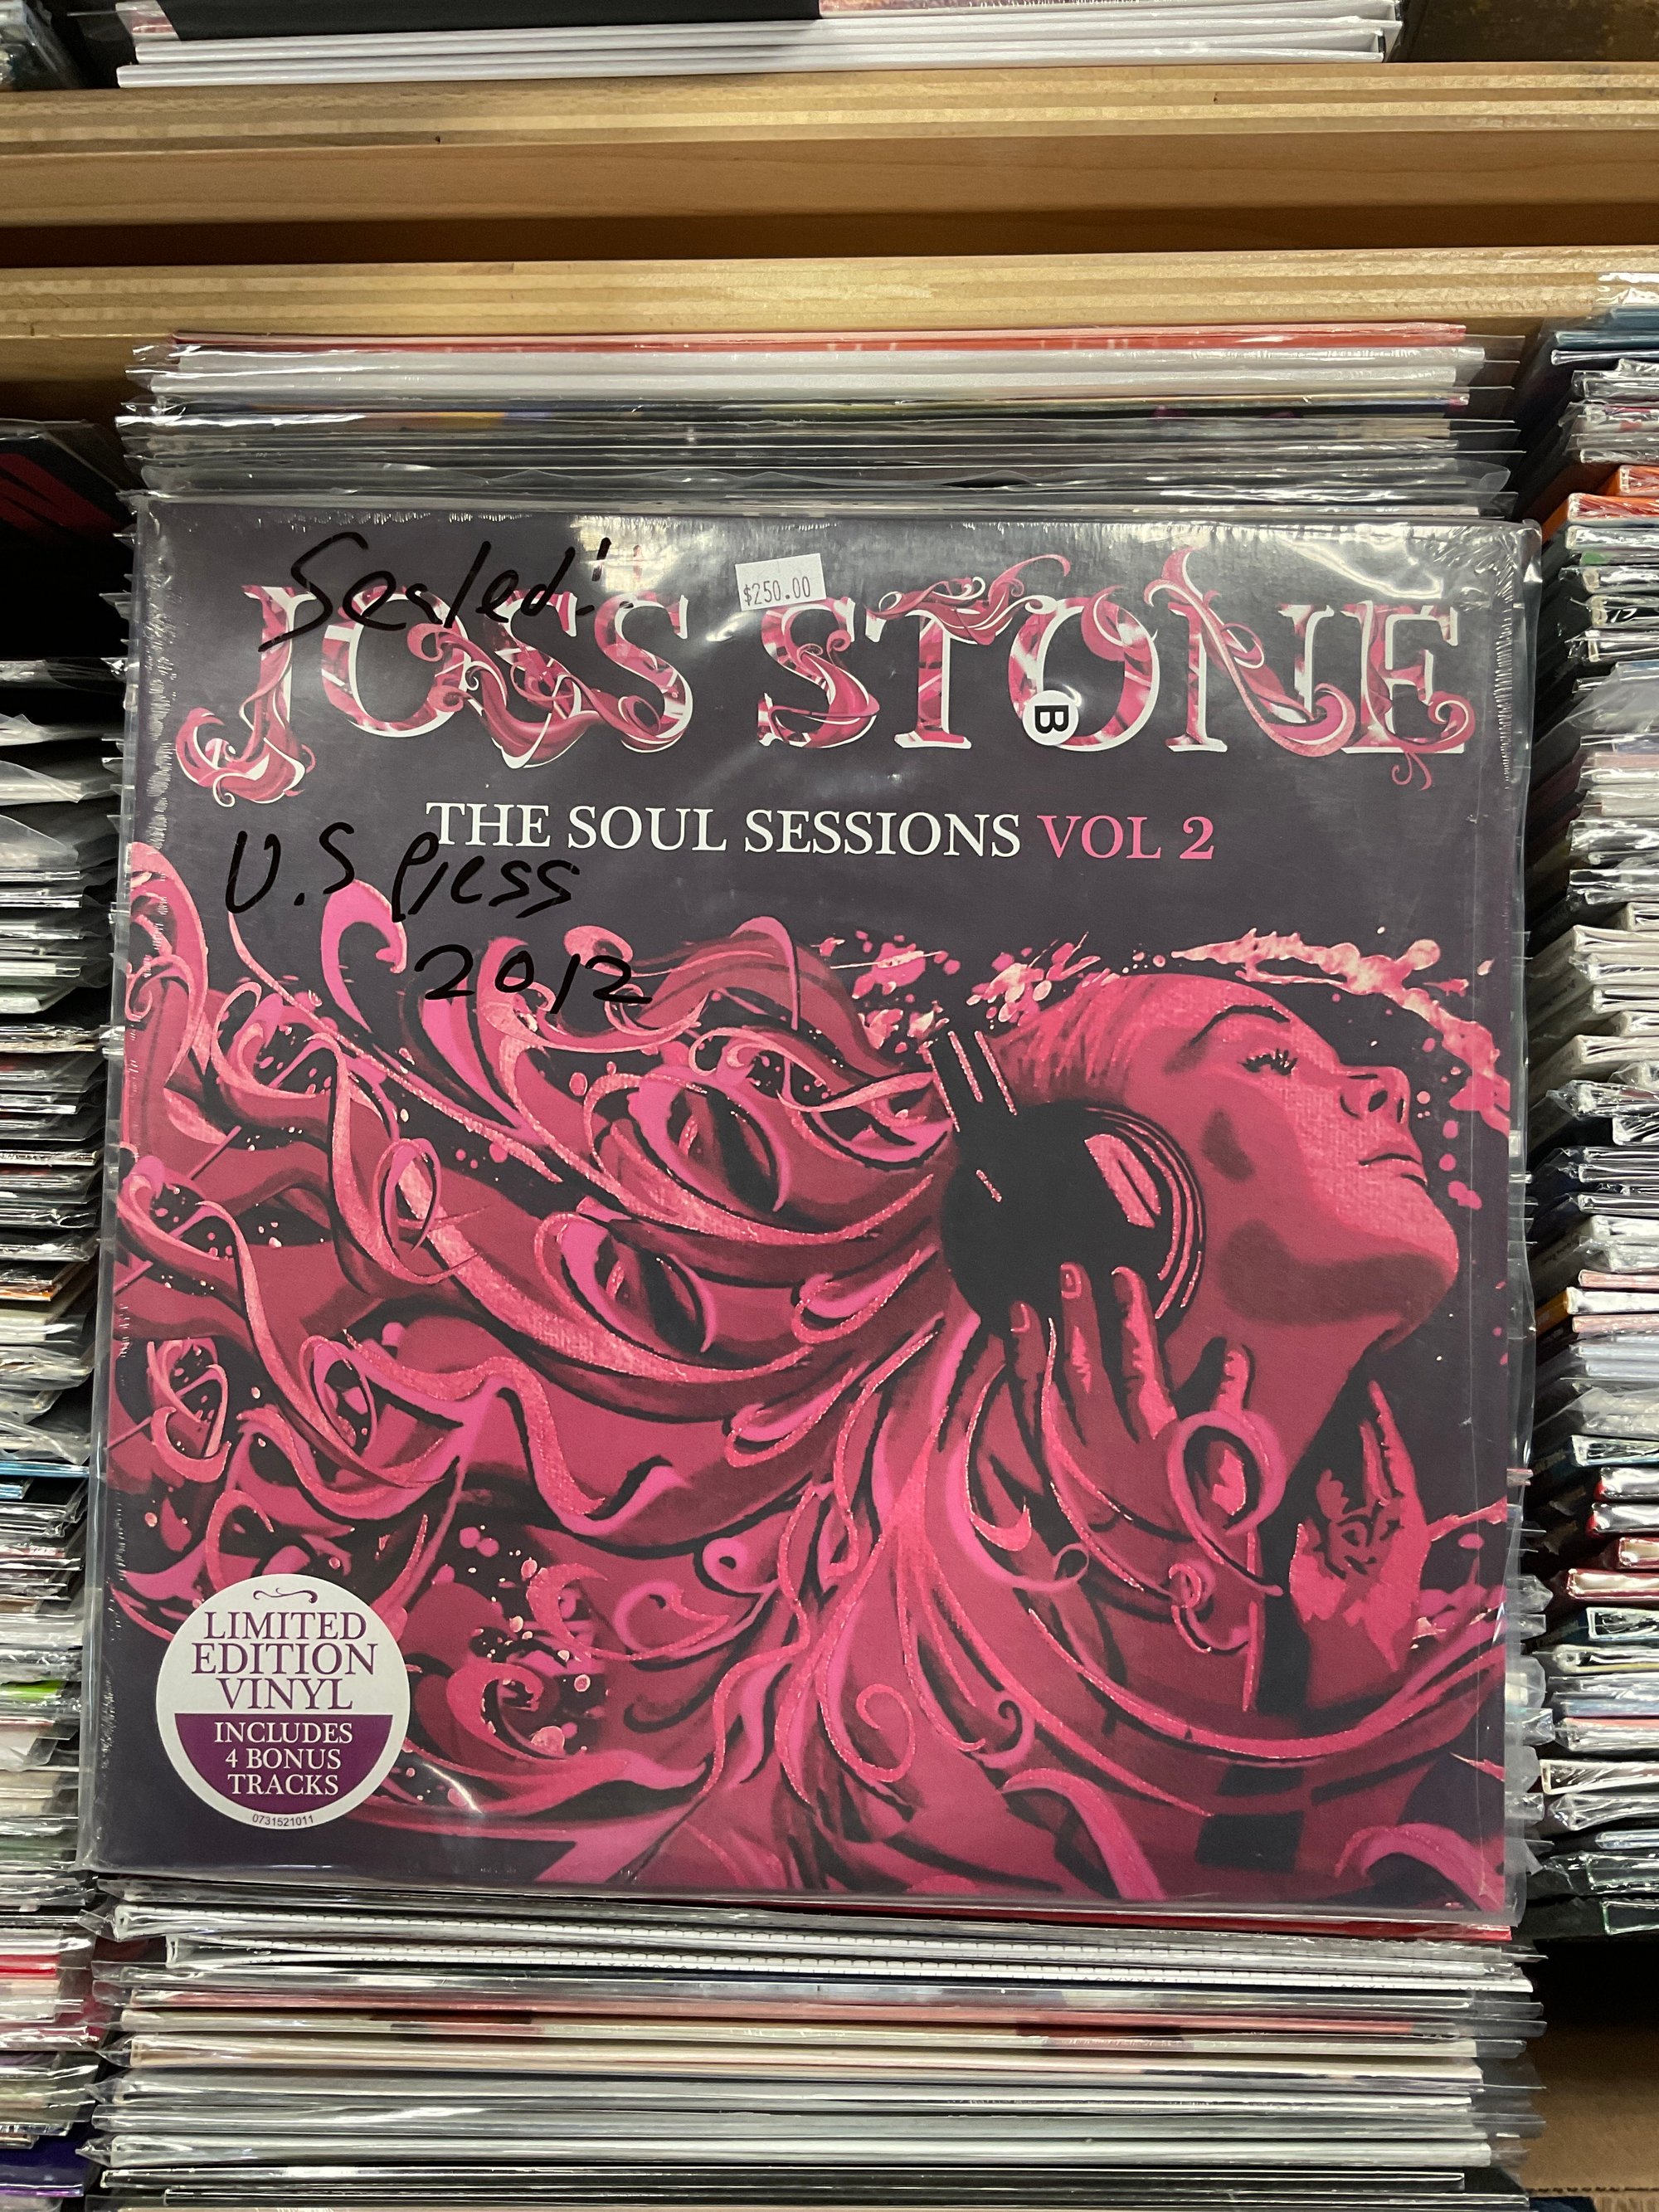 Sealed!!
$250.00
JOSS STONE
B
THE SOUL SESSIONS VOL 2
U.S Press
2012
LIMITED
EDITION
VINYL
INCLUDES
4 BONUS
TRACKS
0731521011